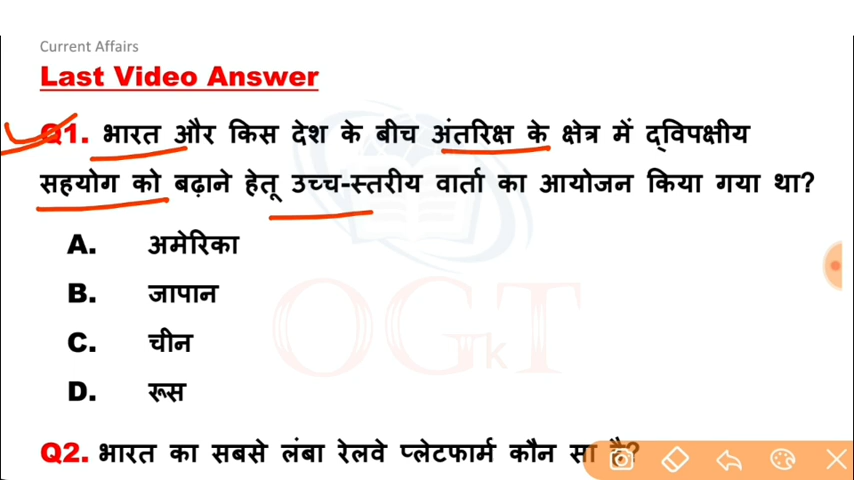 Current Affairs
Last Video Answer
Q1. भारत और किस देश के बीच अंतरिक्ष के क्षेत्र में द्विपक्षीय
सहयोग को बढ़ाने हेतू उच्च-स्तरीय वार्ता का आयोजन किया गया था?
A. अमेरिका
B. जापान
C. चीन
D. रूस
OGT
k
Q2. भारत का सबसे लंबा रेलवे प्लेटफार्म कौन सा है?